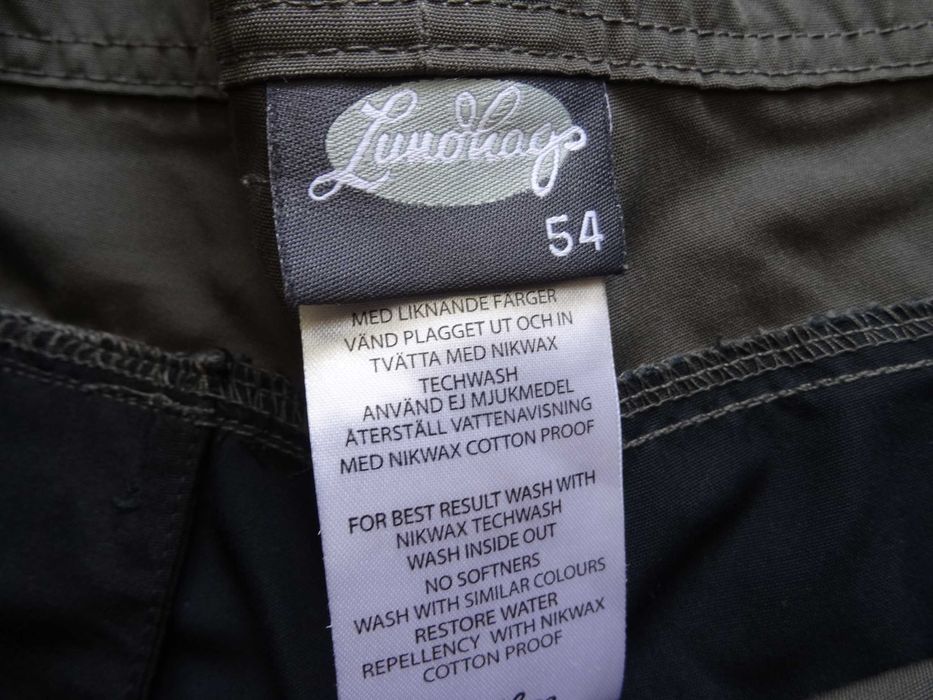 Lundhags
54
MED LIKNANDE FÄRGER
VÄND PLAGGET UT OCH IN
TVÄTTA MED NIKWAX
TECHWASH
ANVÄND EJ MJUKMEDEL
ÅTERSTÄLL VATTENAVISNING
MED NIKWAX COTTON PROOF
FOR BEST RESULT WASH WITH
NIKWAX TECHWASH
WASH INSIDE OUT
NO SOFTNERS
WASH WITH SIMILAR COLOURS
RESTORE WATER
REPELLENCY WITH NIKWAX
COTTON PROOF